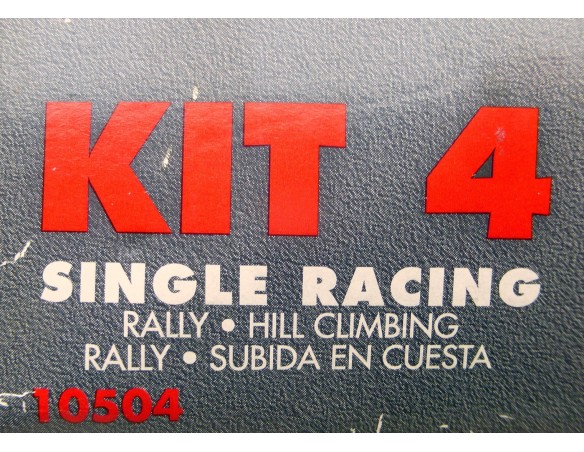 KIT 4
SINGLE RACING
RALLY • HILL CLIMBING
RALLY • SUBIDA EN CUESTA
10504